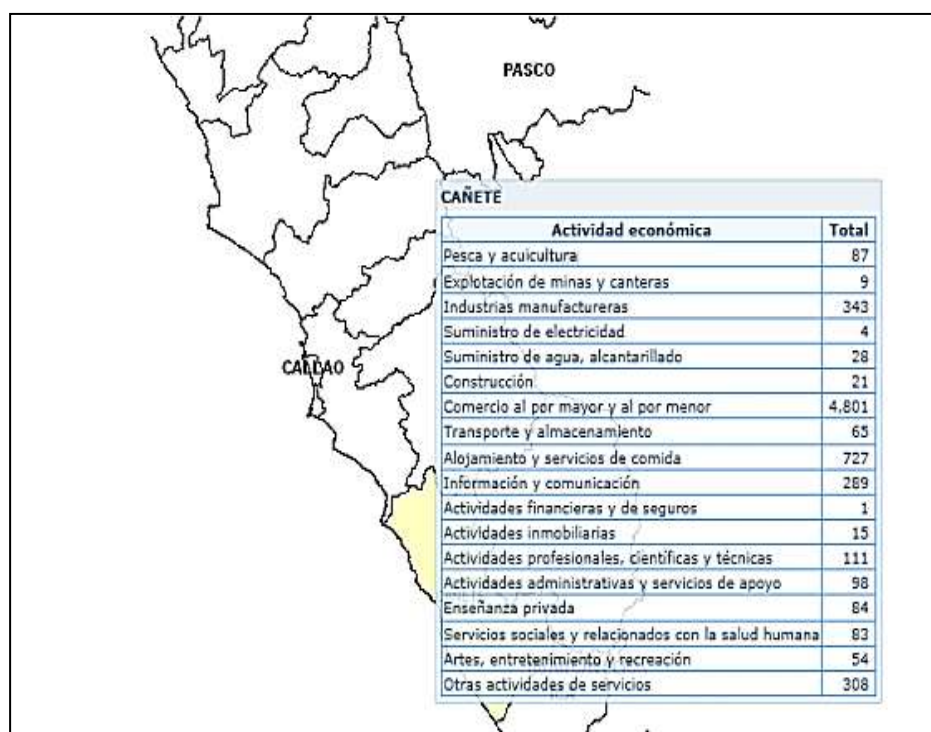 PASCO
CALLAO
CAÑETE
Actividad económica Total
Pesca y acuicultura 87
Explotación de minas y canteras 9
Industrias manufactureras 343
Suministro de electricidad 4
Suministro de agua, alcantarillado 28
Construcción 21
Comercio al por mayor y al por menor 4,801
Transporte y almacenamiento 65
Alojamiento y servicios de comida 727
Información y comunicación 289
Actividades financieras y de seguros 1
Actividades inmobiliarias 15
Actividades profesionales, científicas y técnicas 111
Actividades administrativas y servicios de apoyo 98
Enseñanza privada 84
Servicios sociales y relacionados con la salud humana 83
Artes, entretenimiento y recreación 54
Otras actividades de servicios 308